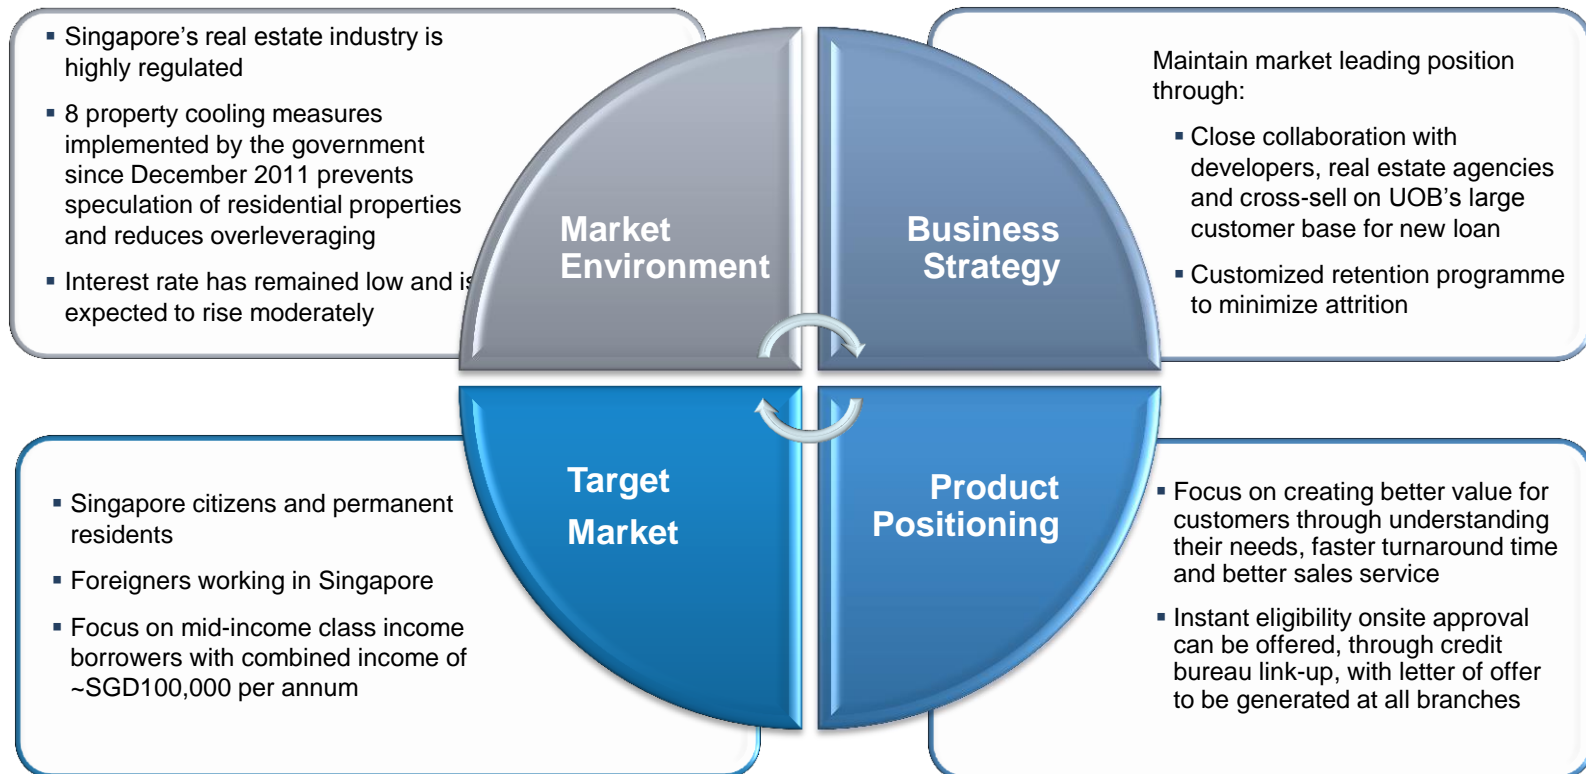 ▪ Singapore's real estate industry is
highly regulated
▪ 8 property cooling measures
implemented by the government
since December 2011 prevents
speculation of residential properties
and reduces overleveraging
▪ Interest rate has remained low and is
expected to rise moderately
Market
Environment
Business
Strategy
Maintain market leading position
through:
▪ Close collaboration with
developers, real estate agencies
and cross-sell on UOB's large
customer base for new loan
▪ Customized retention programme
to minimize attrition
▪ Singapore citizens and permanent
residents
▪ Foreigners working in Singapore
▪ Focus on mid-income class income
borrowers with combined income of
~SGD100,000 per annum
Target
Market
Product
Positioning
▪ Focus on creating better value for
customers through understanding
their needs, faster turnaround time
and better sales service
▪ Instant eligibility onsite approval
can be offered, through credit
bureau link-up, with letter of offer
to be generated at all branches